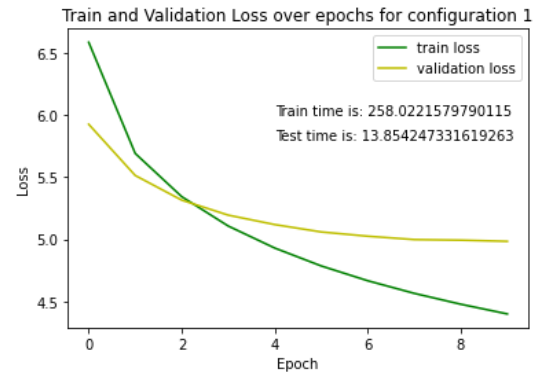 Train and Validation Loss over epochs for configuration 1
train loss
validation loss
Train time is: 258.0221579790115
Test time is: 13.854247331619263
Loss
6.5
6.0
5.5
5.0
4.5
0 2 4 6 8
Epoch